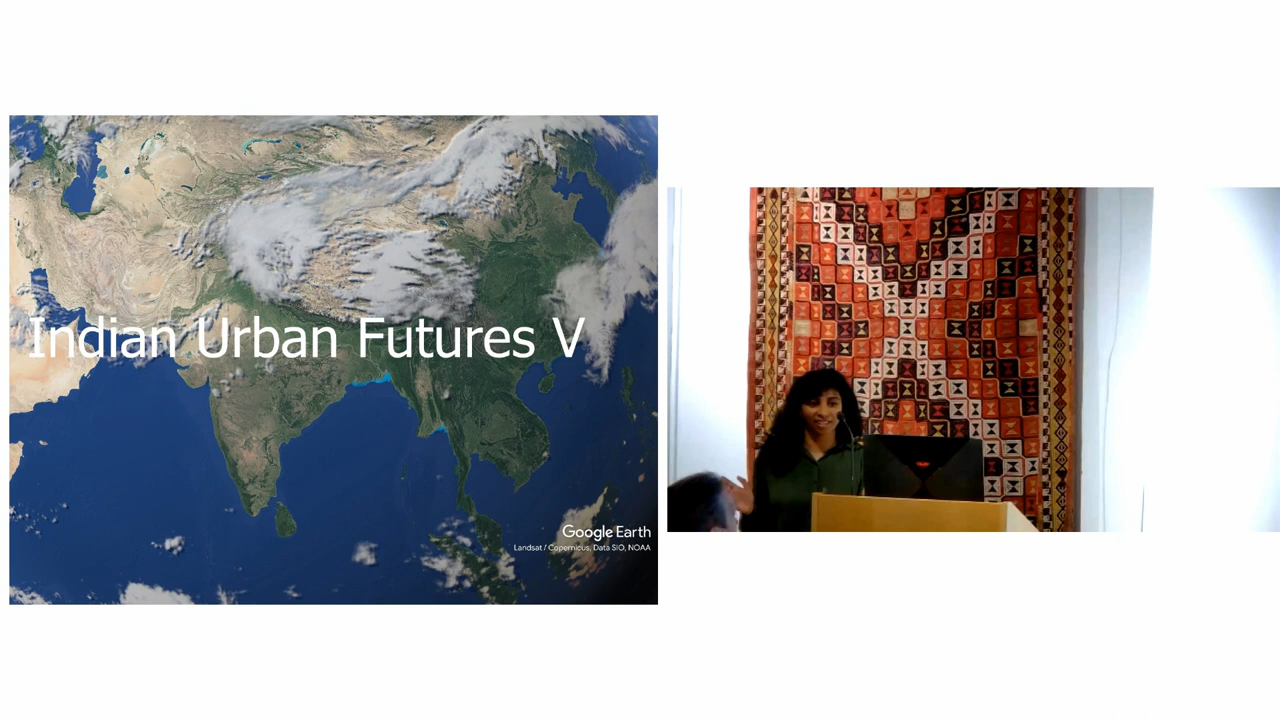 Indian Urban Futures V
Google Earth
Landsat / Copernicus, Data SIO, NOAA